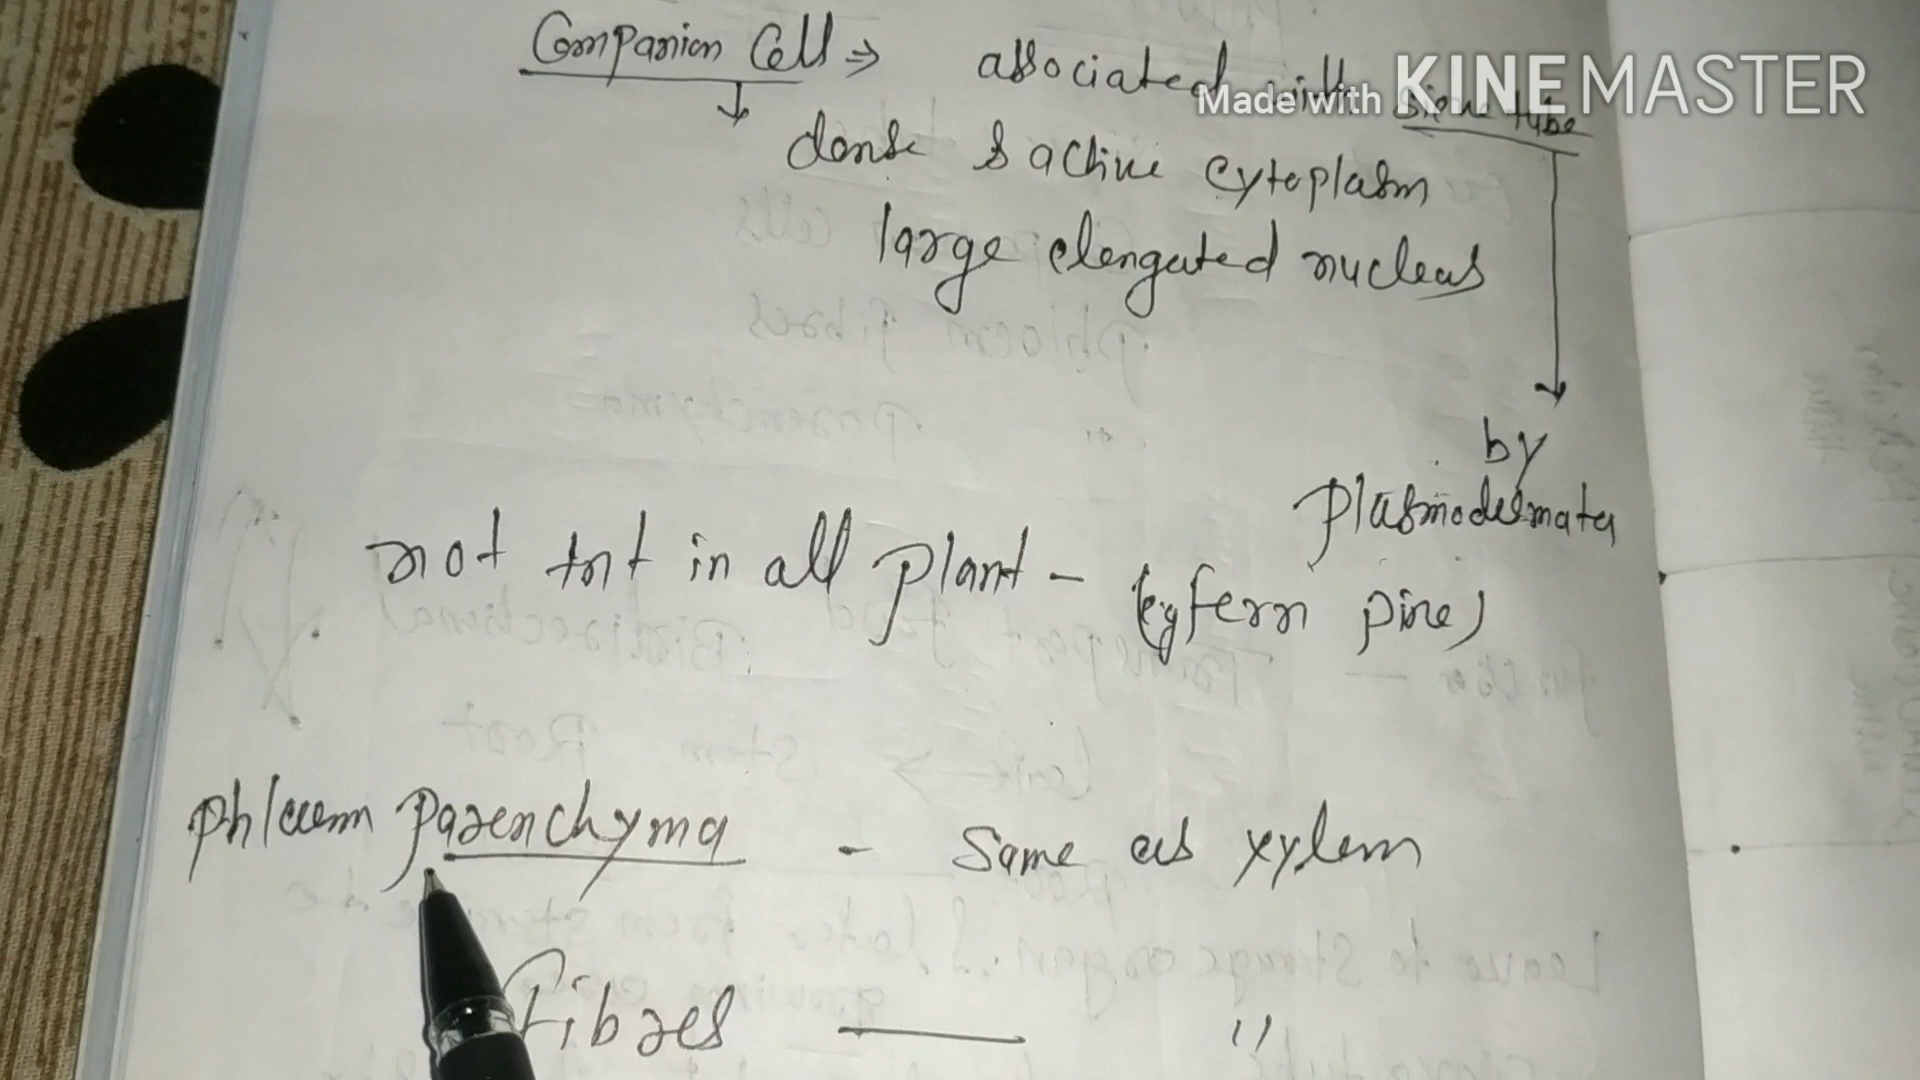 Companion Cell ⇒ associated with sieve tube
Made with KINEMASTER
dense & active cytoplasm
large elongated nucleus
by
Plasmodesmata
not tnt in all plant - (eg fern pine)
Phloem Parenchyma - Same as xylem
Fibres — "